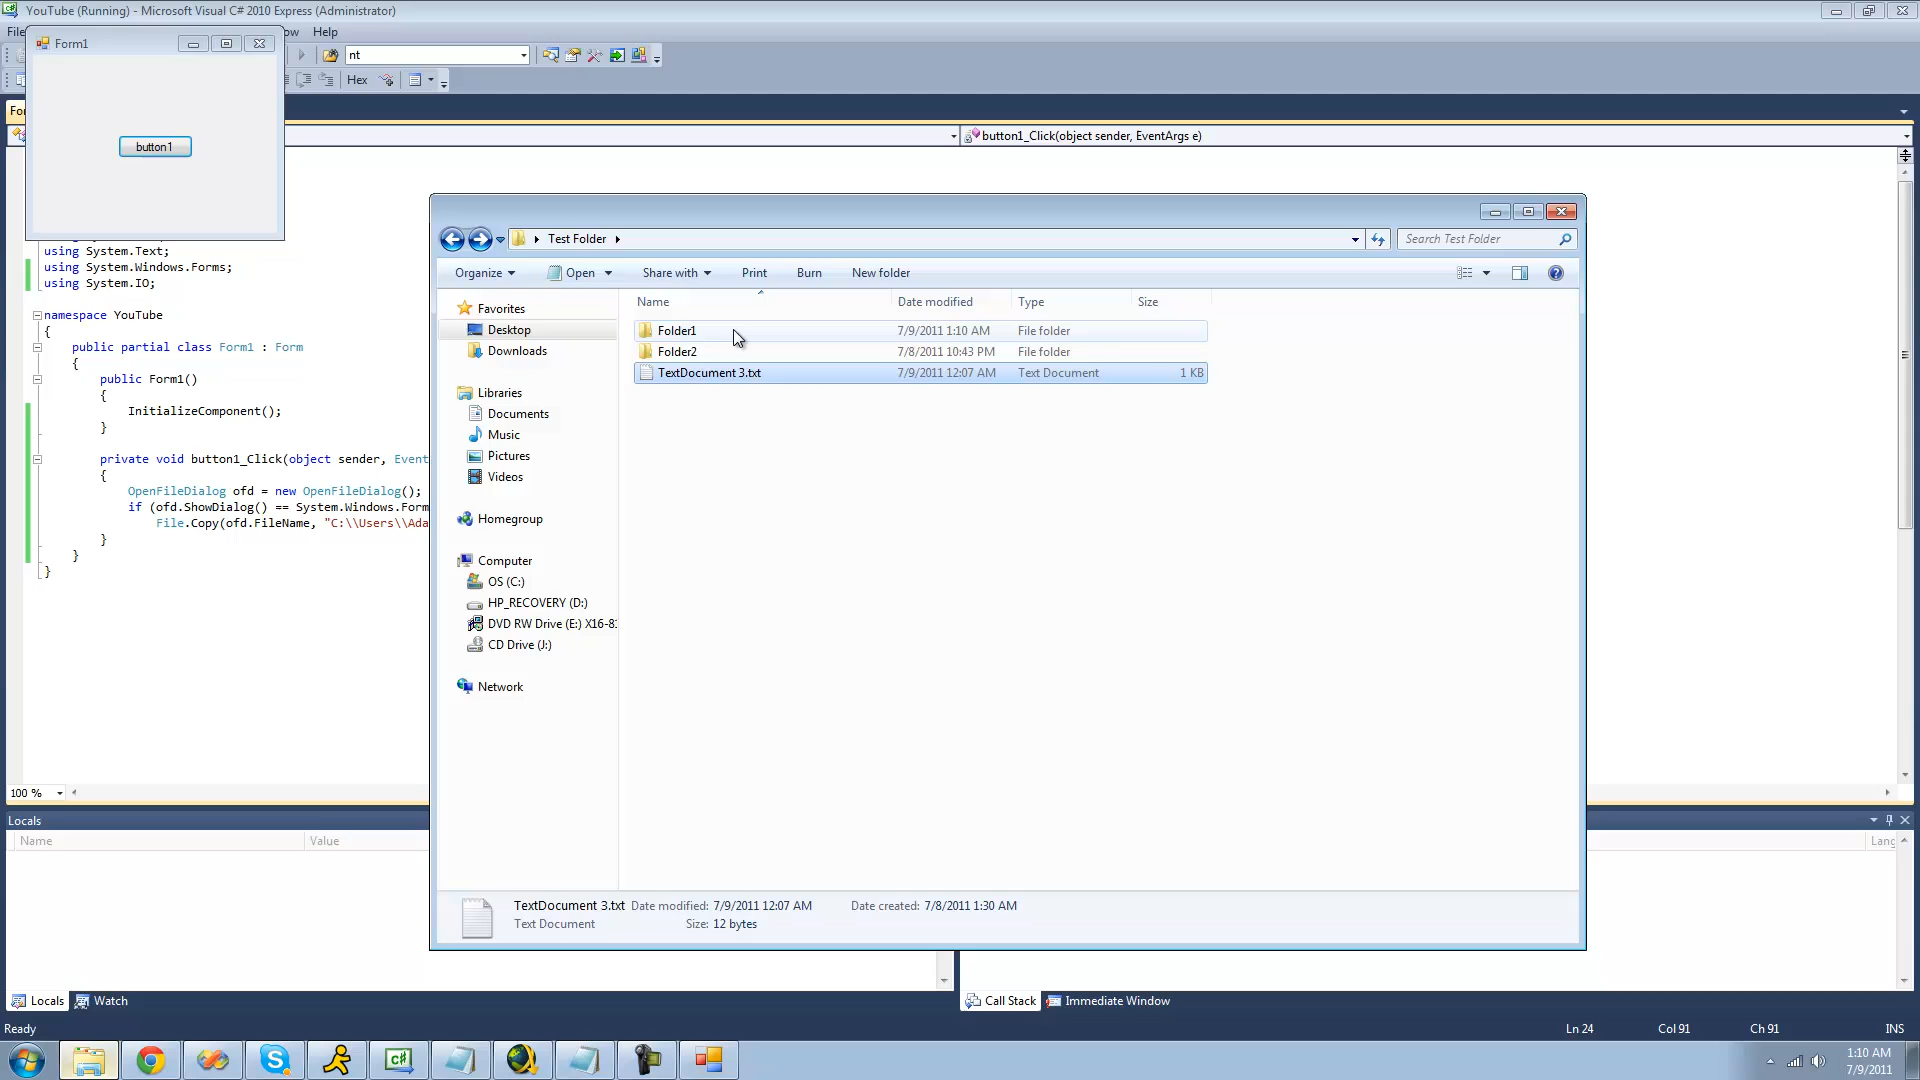 YouTube (Running) - Microsoft Visual C# 2010 Express (Administrator)
Help
Form1
nt
Hex
button1_Click(object sender, EventArgs e)
button1
using System.Text;
using System.Windows.Forms;
using System.IO;
namespace YouTube
{
public partial class Form1 : Form
{
public Form1()
{
InitializeComponent();
}
private void button1_Click(object sender, Event
{
OpenFileDialog ofd = new OpenFileDialog();
if (ofd.ShowDialog() == System.Windows.Form
File.Copy(ofd.FileName, "C:\\Users\\Ada
}
}
}
100 %
Test Folder
Search Test Folder
Organize
Open
Share with
Print
Burn
New folder
Favorites
Desktop
Downloads
Libraries
Documents
Music
Pictures
Videos
Homegroup
Computer
OS (C:)
HP_RECOVERY (D:)
DVD RW Drive (E:) X16-8
CD Drive (J:)
Network
Name Date modified Type Size
Folder1 7/9/2011 1:10 AM File folder
Folder2 7/8/2011 10:43 PM File folder
TextDocument 3.txt 7/9/2011 12:07 AM Text Document 1 KB
TextDocument 3.txt Date modified: 7/9/2011 12:07 AM Date created: 7/8/2011 1:30 AM
Text Document Size: 12 bytes
Locals
Name Value
Lang
Locals Watch
Call Stack Immediate Window
Ready
Ln 24 Col 91 Ch 91 INS
1:10 AM
7/9/2011